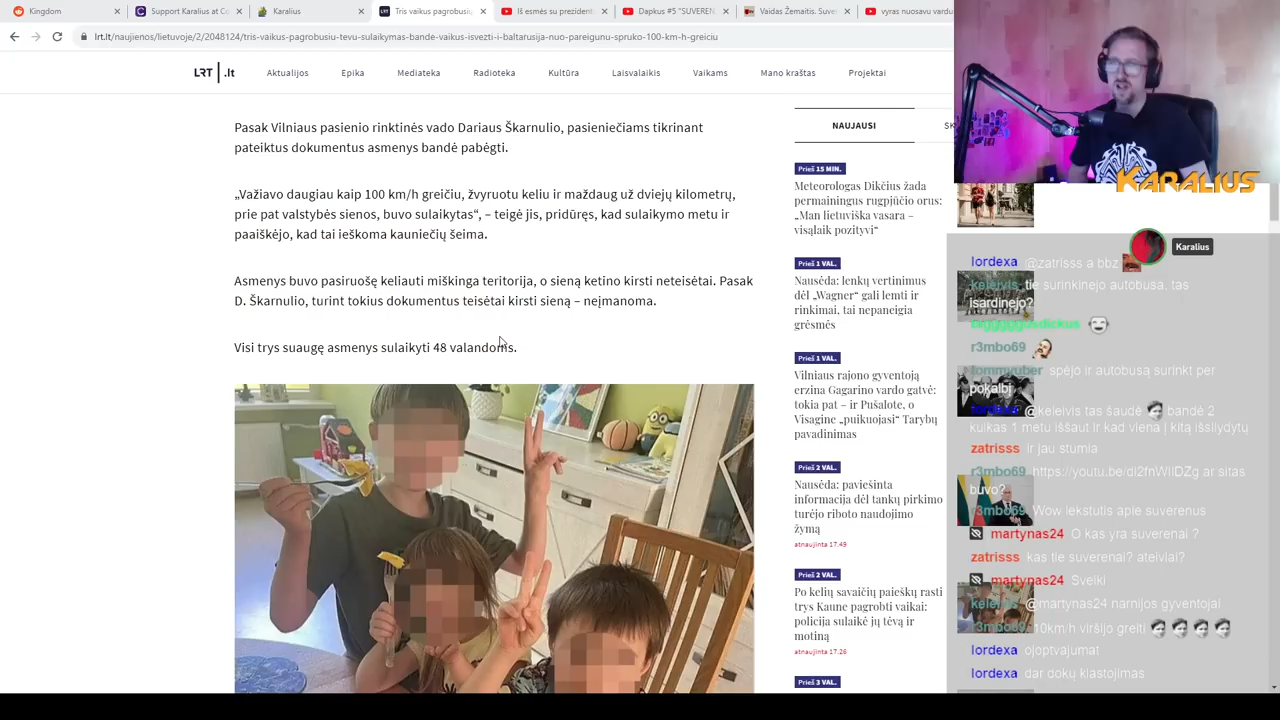 Kingdom
Support Karalius at Co
Karalius
Tris vaikus pagrobusių
Iš esmės su prezident
Dapkus #5 "SUVEREN
Vaidas Žemaitis. Suve
vyras nuosavu vardu
lrt.lt/naujienos/lietuvoje/2/2048124/tris-vaikus-pagrobusiu-tevu-sulaikymas-bande-vaikus-isvezti-i-baltarusija-nuo-pareigunu-spruko-100-km-h-greiciu
LRT .lt
Aktualijos
Epika
Mediateka
Radioteka
Kultūra
Laisvalaikis
Vaikams
Mano kraštas
Projektai
Pasak Vilniaus pasienio rinktinės vado Dariaus Škarnulio, pasieniečiams tikrinant
pateiktus dokumentus asmenys bandė pabėgti.
„Važiavo daugiau kaip 100 km/h greitiu, žvyruotu keliu ir maždaug už dviejų kilometrų,
prie pat valstybės sienos, buvo sulaikytas“, – teigė jis, pridūręs, kad sulaikymo metu ir
paaiškėjo, kad tai ieškoma kauniečių šeima.
Asmenys buvo pasiruošę keliauti miškinga teritorija, o sieną ketino kirsti neteisėtai. Pasak
D. Škarnulio, turint tokius dokumentus teisėtai kirsti sieną – neįmanoma.
Visi trys suaugę asmenys sulaikyti 48 valandoms.
NAUJAUSI
SK
Prieš 15 MIN.
Meteorologas Dikčius žada
permainingus rugpjūčio orus:
„Man lietuviška vasara –
visąlaik pozityvi“
Prieš 1 VAL.
Nausėda: lenkų vertinimus
dėl „Wagner“ gali lemti ir
rinkimai, tai nepaneigia
grėsmės
Prieš 1 VAL.
Vilniaus rajono gyventoją
erzina Gagarino vardo gatvė:
tokia pat – ir Pušalote, o
Visagine „puikuojasi“ Tarybų
pavadinimas
Prieš 2 VAL.
Nausėda: paviešinta
informacija dėl tankų pirkimo
turėjo riboto naudojimo
žymą
atnaujinta 17.49
Prieš 2 VAL.
Po kelių savaičių paieškų rasti
trys Kaune pagrobti vaikai:
policija sulaikė jų tėvą ir
motiną
atnaujinta 17.26
Prieš 3 VAL.
KARALIUS
Karalius
lordexa @zatrisss a bbz
keleivis tie surinkinejo autobusa, tas
isardinejo?
r3mbo69
tommyuber spėjo ir autobusą surinkt per
pokalbį
lordexa @keleivis tas šaudė bandė 2
kulkas 1 metu iššaut ir kad viena į kitą išsilydytų
zatrisss ir jau stumia
r3mbo69 ar sitas
buvo?
r3mbo69 Wow lekstutis apie suverenus
martynas24 O kas yra suverenai ?
zatrisss kas tie suverenai? ateiviai?
martynas24 Sveiki
keleivis @martynas24 narnijos gyventojai
r3mbo69 10km/h viršijo greiti
lordexa ojoptvajumat
lordexa dar dokų klastojimas